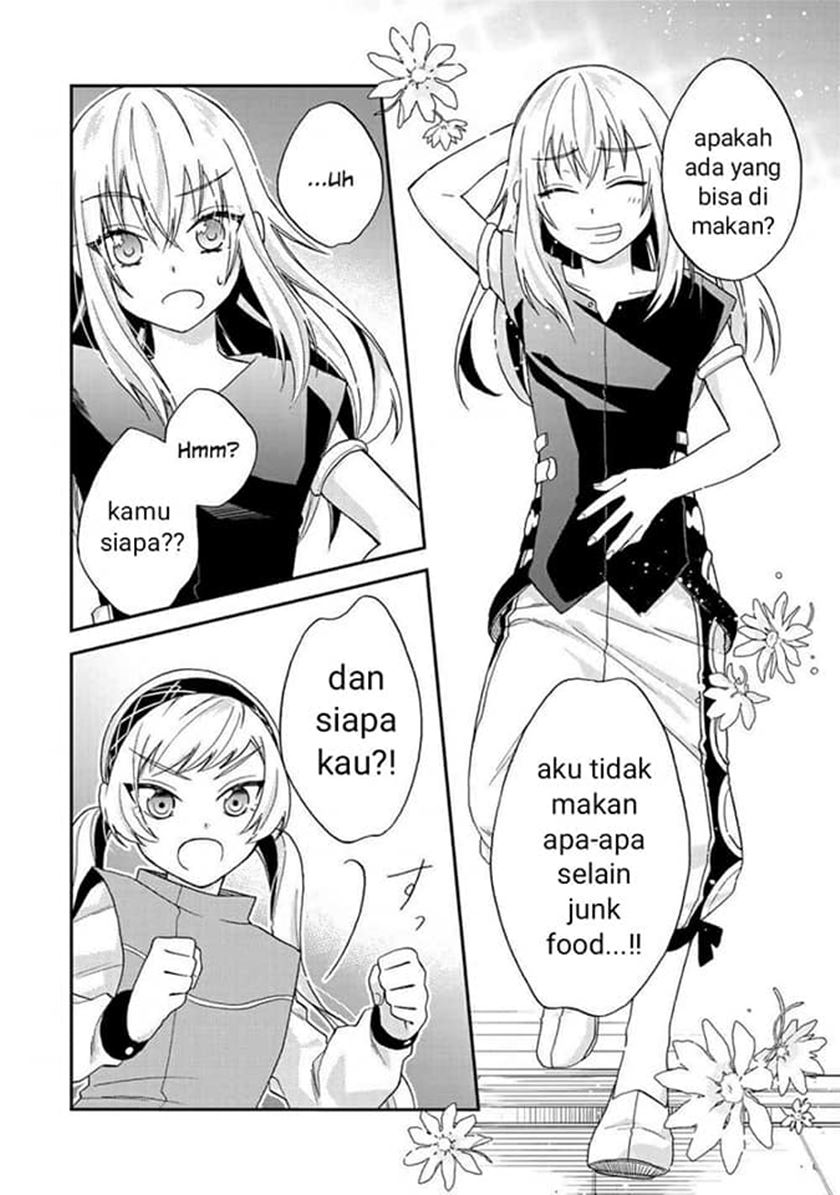 apakah
ada yang
bisa di
makan?
aku tidak
makan
apa-apa
selain
junk
food...!!
...uh
Hmm?
kamu
siapa??
dan
siapa
kau?!
すっ